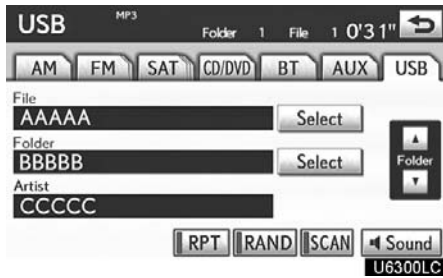 USB MP3 Folder 1 File 1 0'31"
AM FM SAT CD/DVD BT AUX USB
File
AAAAA Select
Folder
BBBBB Select
Folder
Artist
CCCCC
RPT RAND SCAN Sound
U6300LC